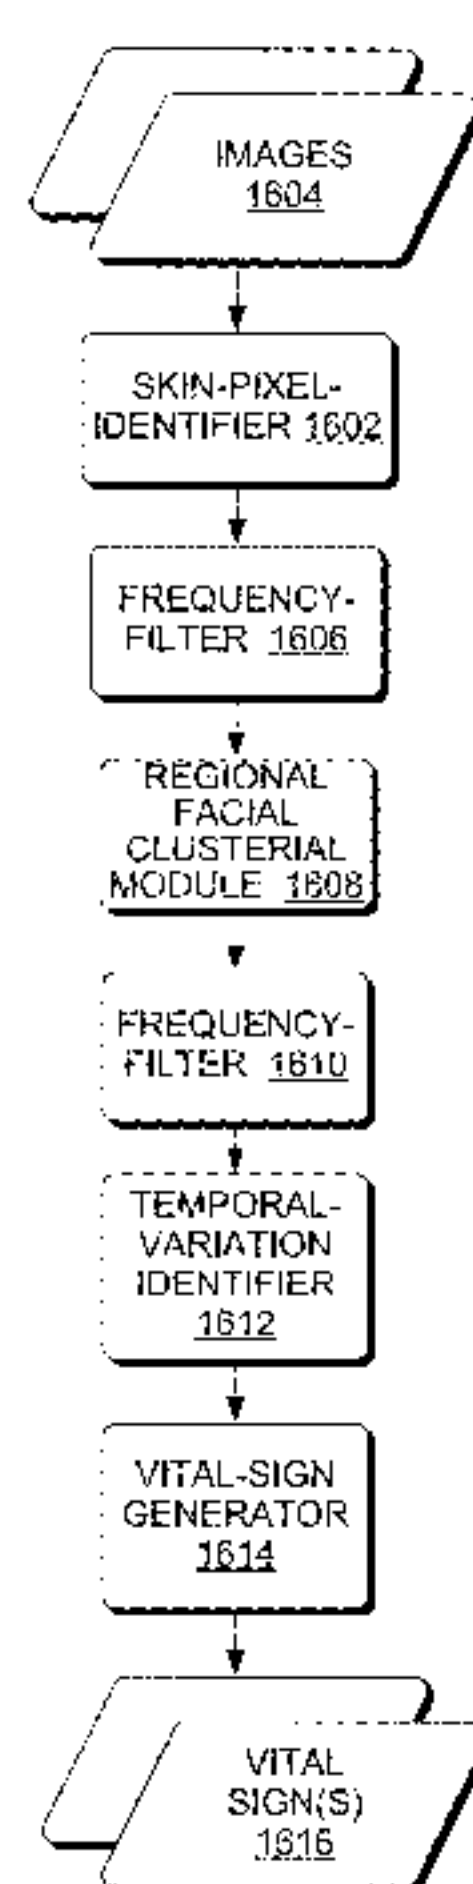 IMAGES
1604
SKIN-PIXEL-
IDENTIFIER 1602
FREQUENCY-
FILTER 1606
REGIONAL
FACIAL
CLUSTERIAL
MODULE 1608
FREQUENCY-
FILTER 1610
TEMPORAL-
VARIATION
IDENTIFIER
1612
VITAL-SIGN
GENERATOR
1614
VITAL
SIGN(S)
1616